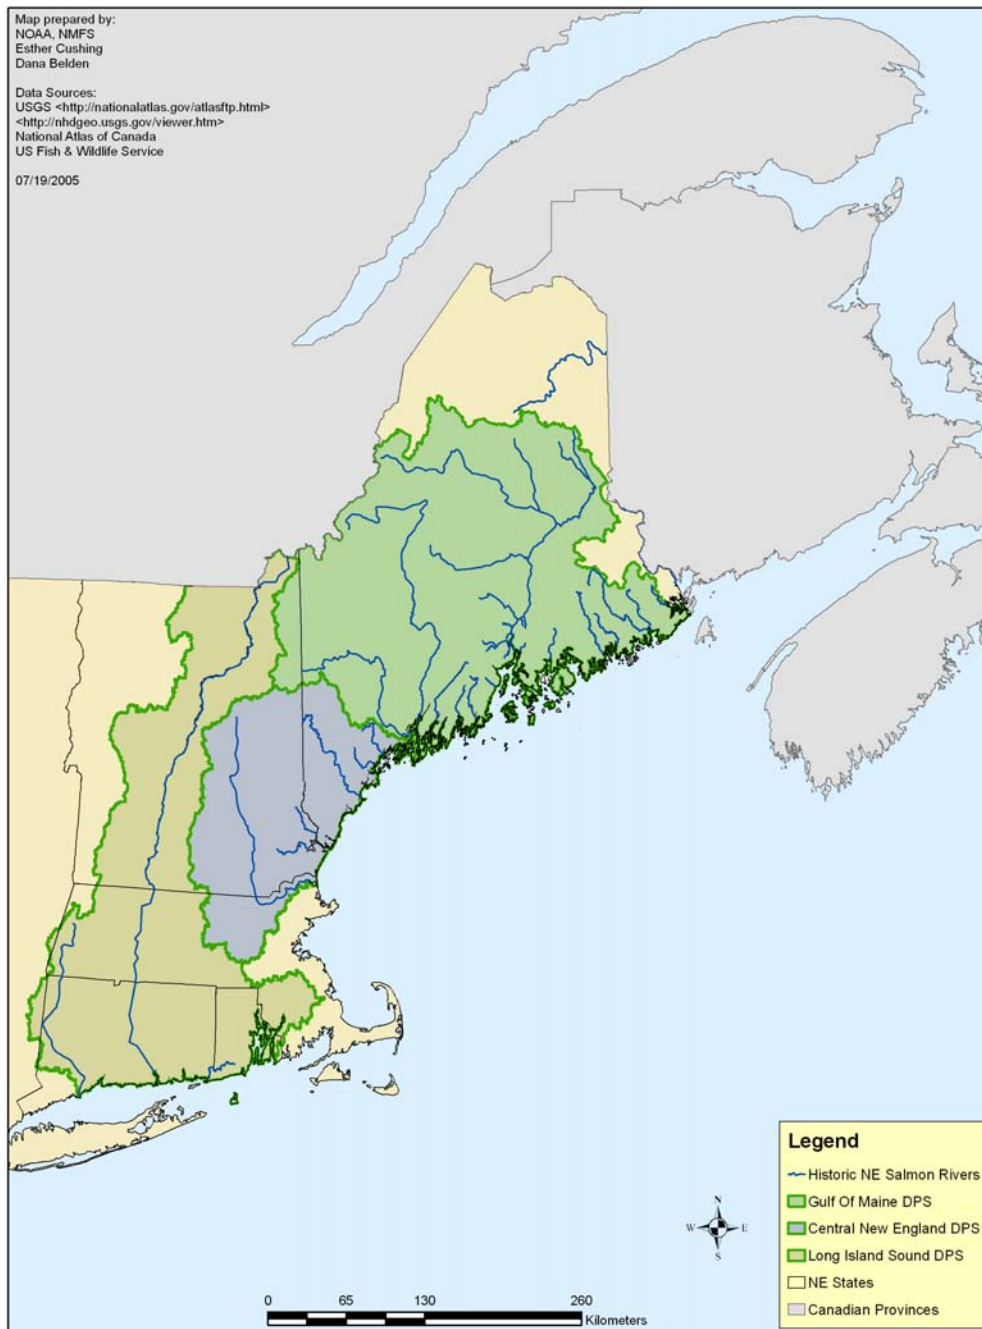 Map prepared by:
NOAA, NMFS
Esther Cushing
Dana Belden
Data Sources:
USGS <http://nationalatlas.gov/atlasftp.html>
<http://nhdgeo.usgs.gov/viewer.htm>
National Atlas of Canada
US Fish & Wildlife Service
07/19/2005
Legend
Historic NE Salmon Rivers
Gulf Of Maine DPS
Central New England DPS
Long Island Sound DPS
NE States
Canadian Provinces
N
W E
S
0 65 130 260
Kilometers